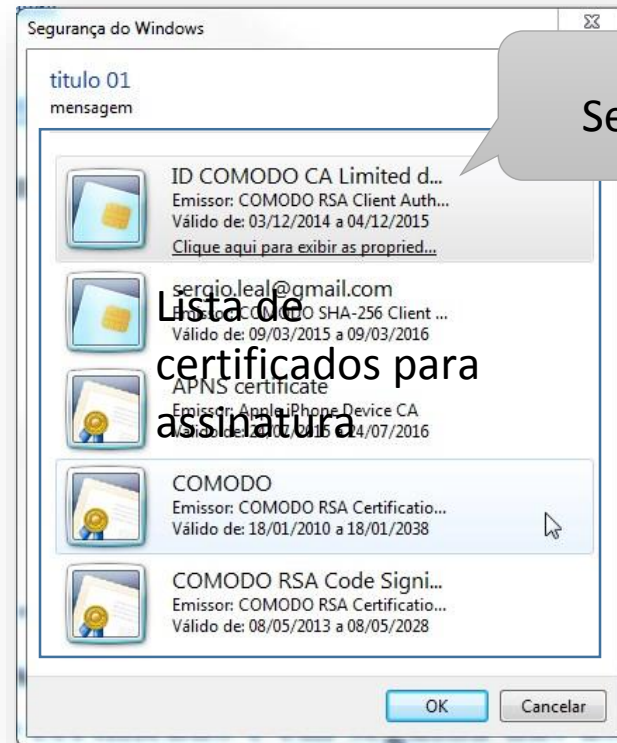 Segurança do Windows
titulo 01
mensagem
Se
ID COMODO CA Limited d...
Emissor: COMODO RSA Client Auth...
Válido de: 03/12/2014 a 04/12/2015
Clique aqui para exibir as propried...
sergio.leal@gmail.com
Emissor: COMODO SHA-256 Client ...
Válido de: 09/03/2015 a 09/03/2016
APNS certificate
Emissor: Apple iPhone Device CA
Válido de: a 24/07/2016
Lista de
certificados para
assinatura
COMODO
Emissor: COMODO RSA Certificatio...
Válido de: 18/01/2010 a 18/01/2038
COMODO RSA Code Signi...
Emissor: COMODO RSA Certificatio...
Válido de: 08/05/2013 a 08/05/2028
OK
Cancelar